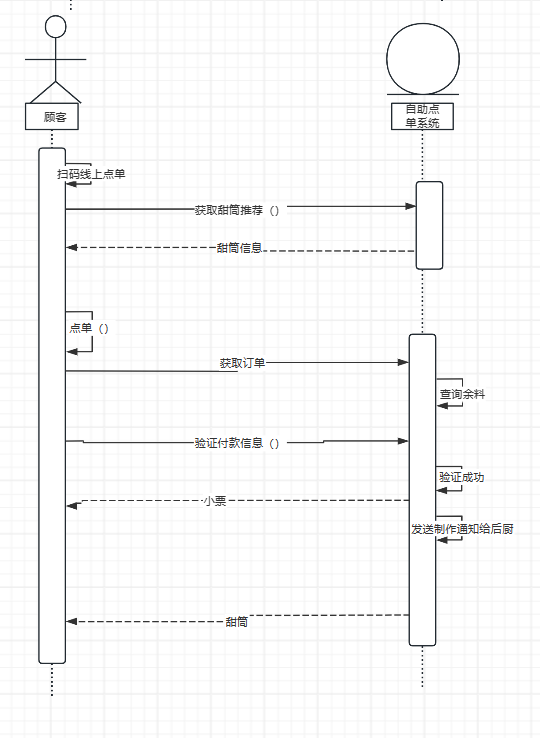 顾客
自助点
单系统
扫码线上点单
获取甜筒推荐（）
甜筒信息
点单（）
获取订单
查询余料
验证付款信息（）
验证成功
小票
发送制作通知给后厨
甜筒